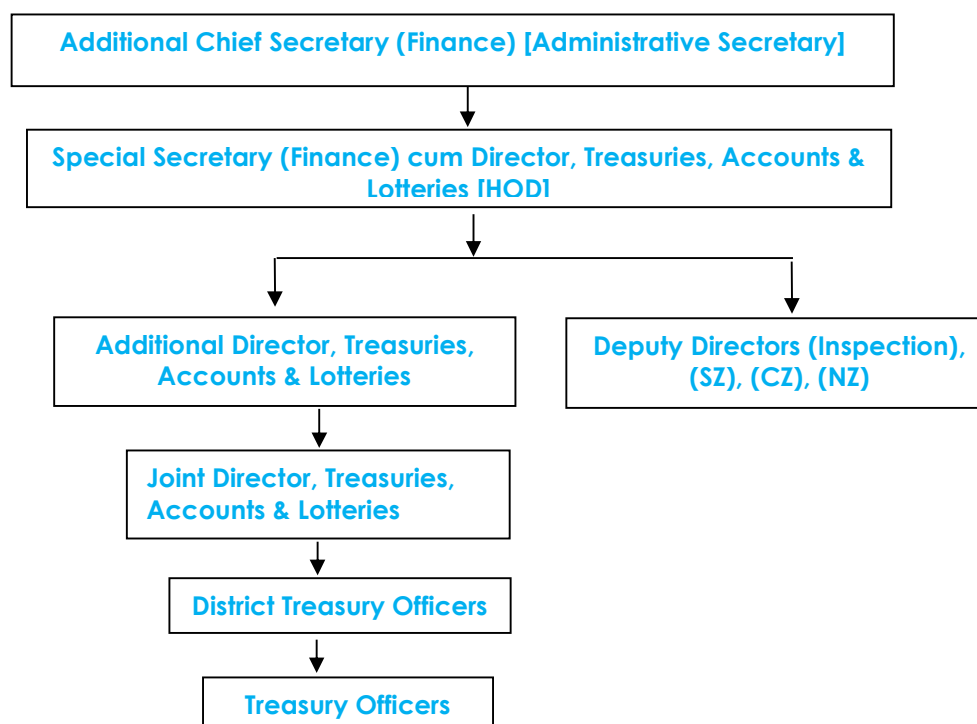 Additional Chief Secretary (Finance) [Administrative Secretary]
Special Secretary (Finance) cum Director, Treasuries, Accounts &
Lotteries [HOD]
Additional Director, Treasuries,
Accounts & Lotteries
Deputy Directors (Inspection),
(SZ), (CZ), (NZ)
Joint Director, Treasuries,
Accounts & Lotteries
District Treasury Officers
Treasury Officers